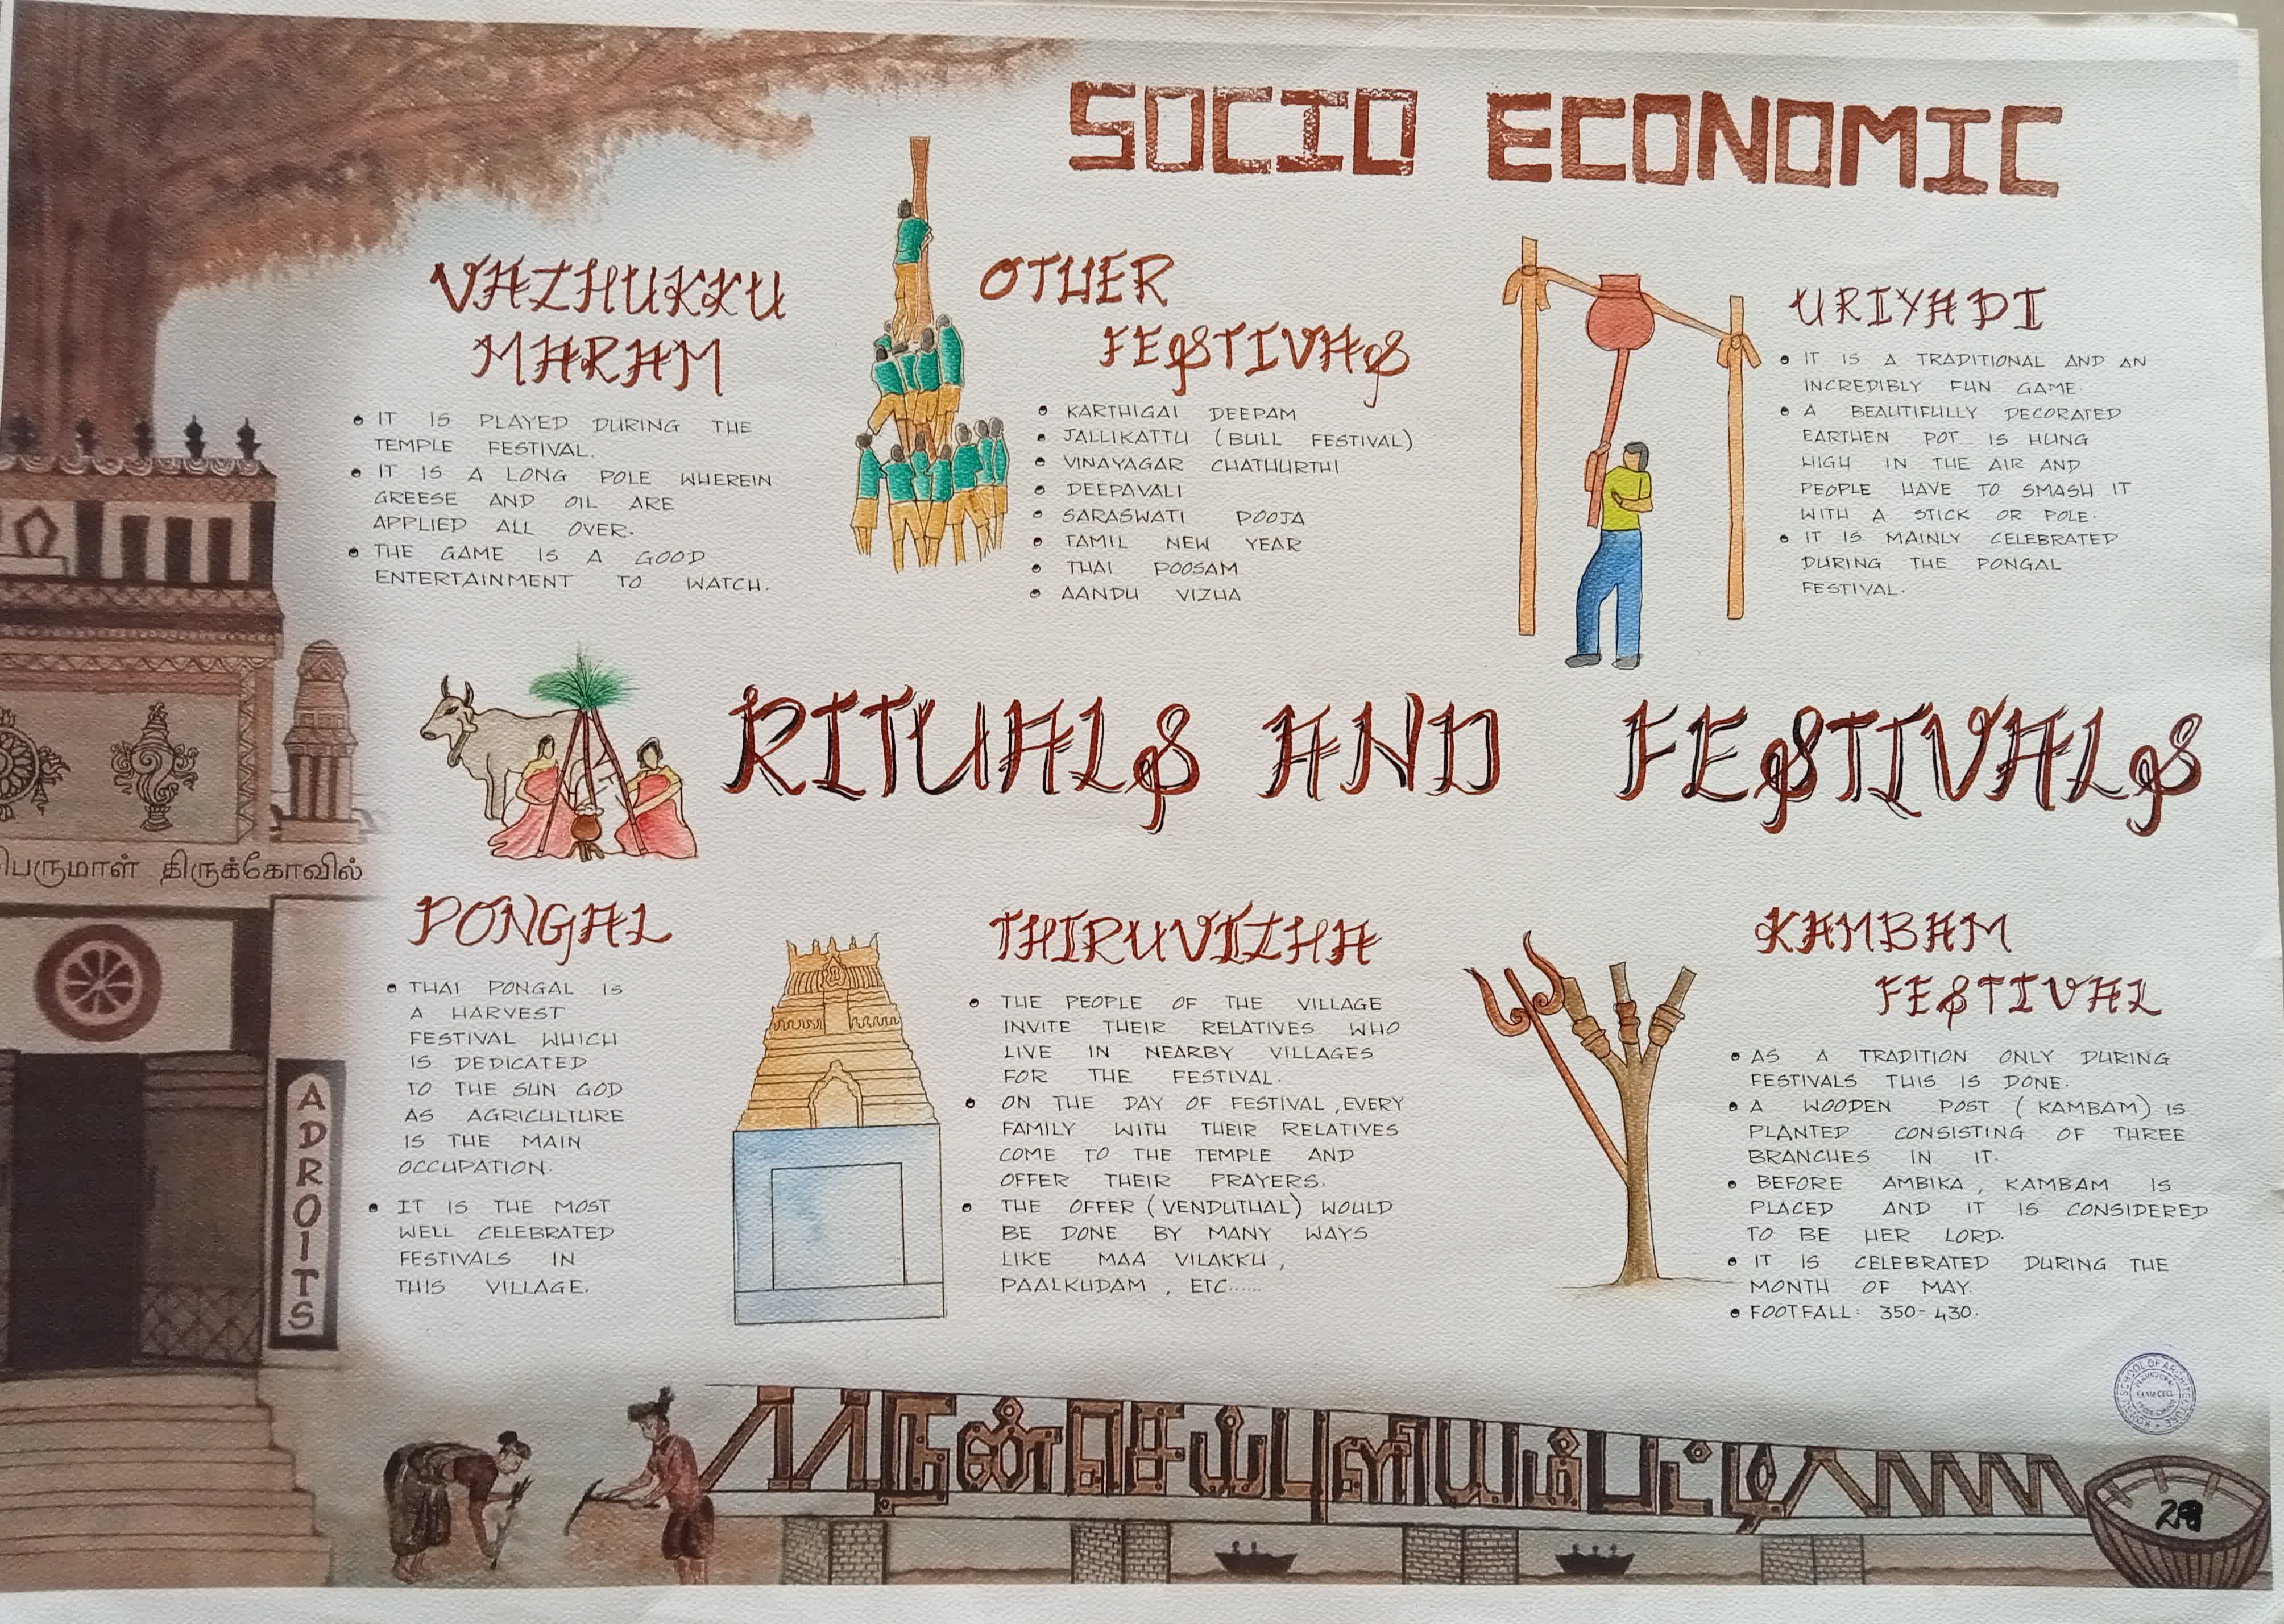 SOCIO ECONOMIC
VAZHUKKU
MARAM
IT IS PLAYED DURING THE
TEMPLE FESTIVAL.
IT IS A LONG POLE WHEREIN
GREESE AND OIL ARE
APPLIED ALL OVER.
THE GAME IS A GOOD
ENTERTAINMENT TO WATCH.
OTHER
FESTIVAS
KARTHIGAI DEEPAM
JALLIKATTU (BULL FESTIVAL)
VINAYAGAR CHATHURTHI
DEEPAVALI
SARASWATI POOJA
TAMIL NEW YEAR
THAI POOSAM
AANDU VIZHA
URIYADI
IT IS A TRADITIONAL AND AN
INCREDIBLY FUN GAME.
A BEAUTIFULLY DECORATED
EARTHEN POT IS HUNG
HIGH IN THE AIR AND
PEOPLE HAVE TO SMASH IT
WITH A STICK OR POLE.
IT IS MAINLY CELEBRATED
DURING THE PONGAL
FESTIVAL.
RITUALS AND FESTIVALS
பெருமாள் திருக்கோவில்
ADROITS
PONGAL
THAI PONGAL IS
A HARVEST
FESTIVAL WHICH
IS DEDICATED
TO THE SUN GOD
AS AGRICULTURE
IS THE MAIN
OCCUPATION.
IT IS THE MOST
WELL CELEBRATED
FESTIVALS IN
THIS VILLAGE.
THIRUVIZHA
THE PEOPLE OF THE VILLAGE
INVITE THEIR RELATIVES WHO
LIVE IN NEARBY VILLAGES
FOR THE FESTIVAL.
ON THE DAY OF FESTIVAL ,EVERY
FAMILY WITH THEIR RELATIVES
COME TO THE TEMPLE AND
OFFER THEIR PRAYERS.
THE OFFER (VENDUTHAL) WOULD
BE DONE BY MANY WAYS
LIKE MAA VILAKKU ,
PAALKUDAM , ETC......
KAMBAM
FESTIVAL
AS A TRADITION ONLY DURING
FESTIVALS THIS IS DONE.
A WOODEN POST ( KAMBAM) IS
PLANTED CONSISTING OF THREE
BRANCHES IN IT.
BEFORE AMBIKA , KAMBAM IS
PLACED AND IT IS CONSIDERED
TO BE HER LORD.
IT IS CELEBRATED DURING THE
MONTH OF MAY.
FOOTFALL: 350-430.
SCHOOL OF ARCHITECTURE
EXAM CELL
நன்செய்புளியம்பட்டி